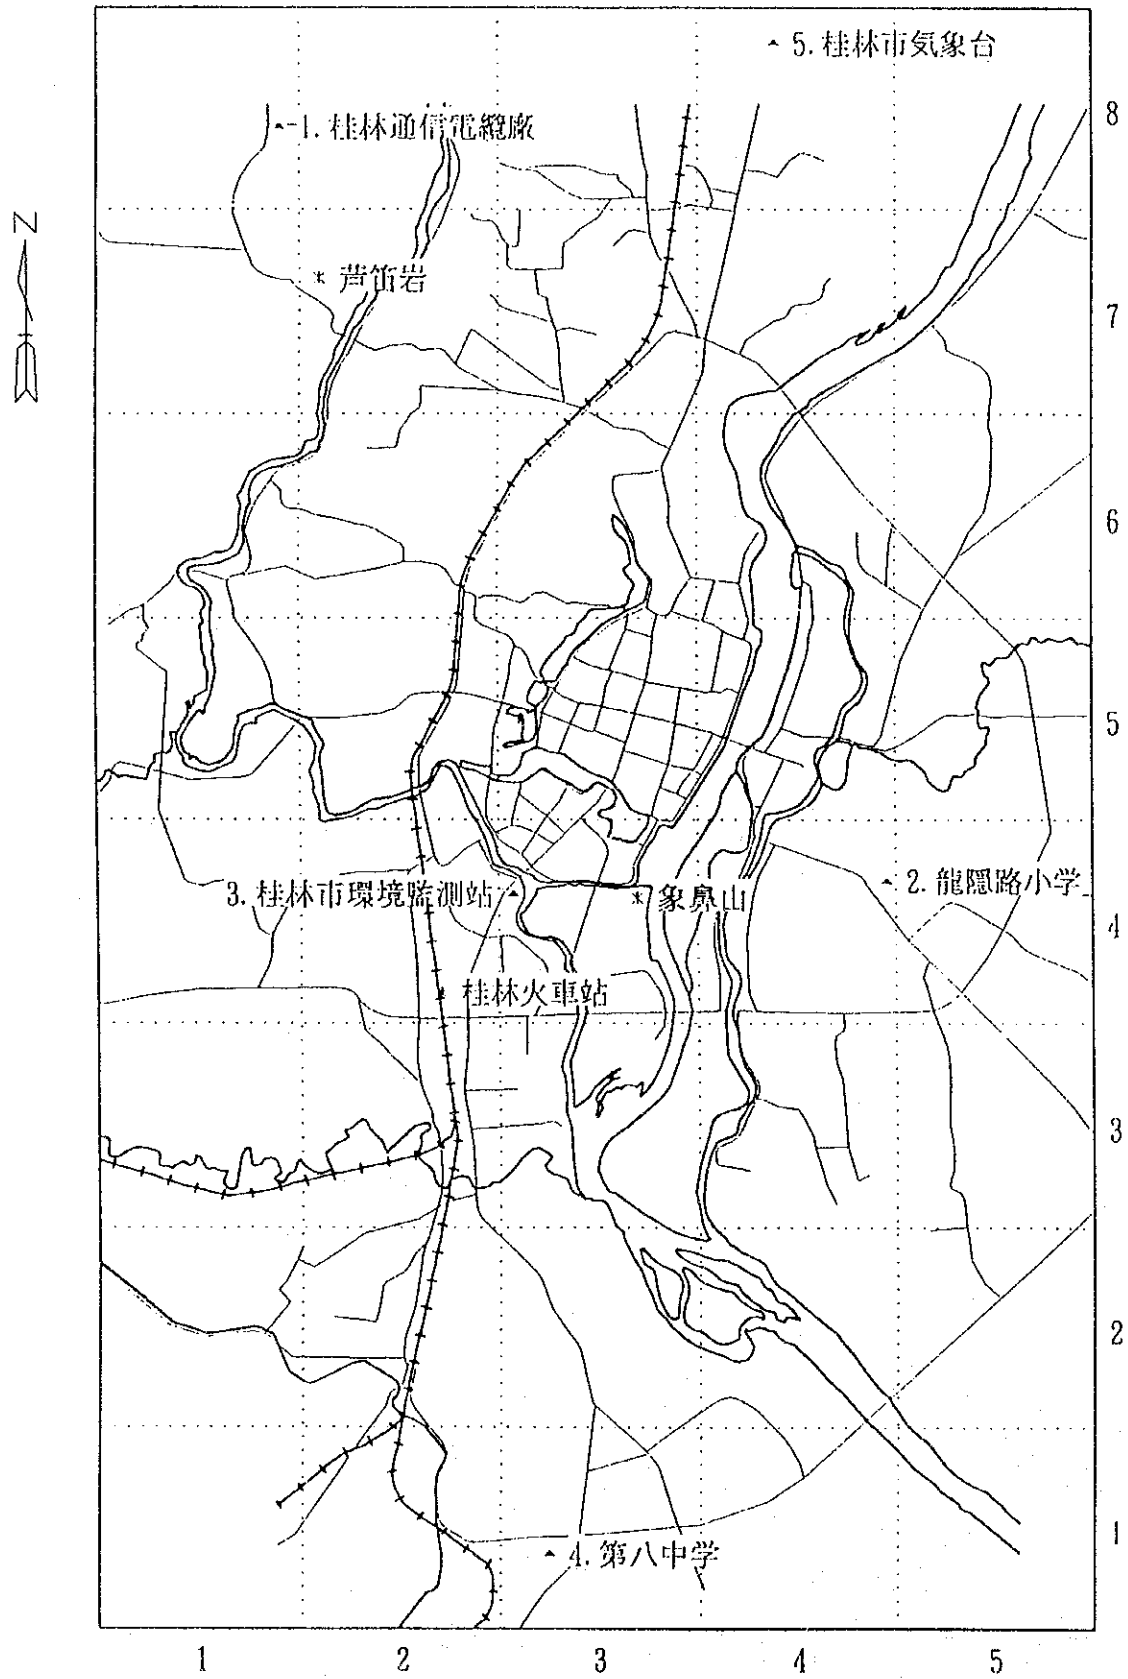 5. 桂林市気象台
8
1. 桂林通信電纜廠
N
* 芦笛岩
7
6
5
3. 桂林市環境監測站
* 象鼻山
2. 龍隠路小学
4
桂林火車站
3
2
1
4. 第八中学
1 2 3 4 5